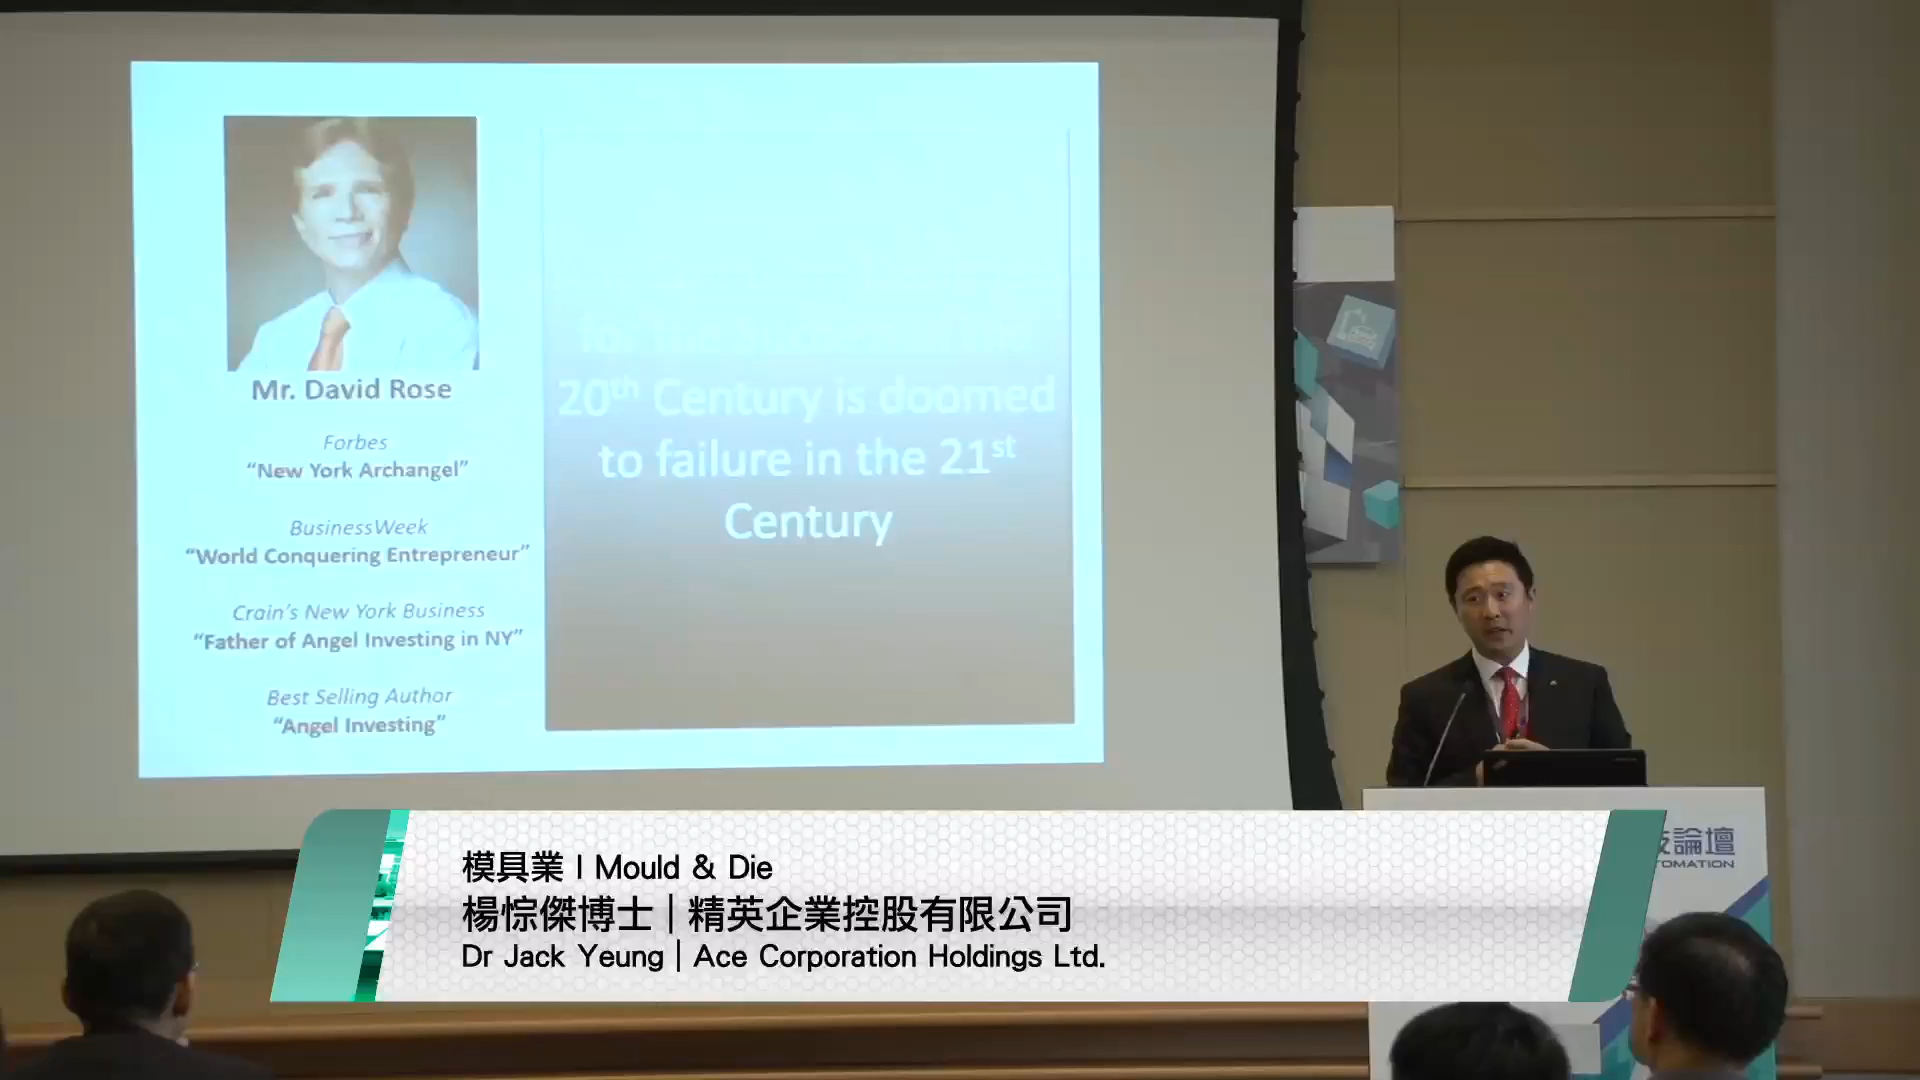 Mr. David Rose
Forbes
“New York Archangel”
BusinessWeek
“World Conquering Entrepreneur”
Crain’s New York Business
“Father of Angel Investing in NY”
Best Selling Author
“Angel Investing”
20th Century is doomed
to failure in the 21st
Century
論壇
TOMATION
模具業 | Mould & Die
楊悰傑博士 | 精英企業控股有限公司
Dr Jack Yeung | Ace Corporation Holdings Ltd.